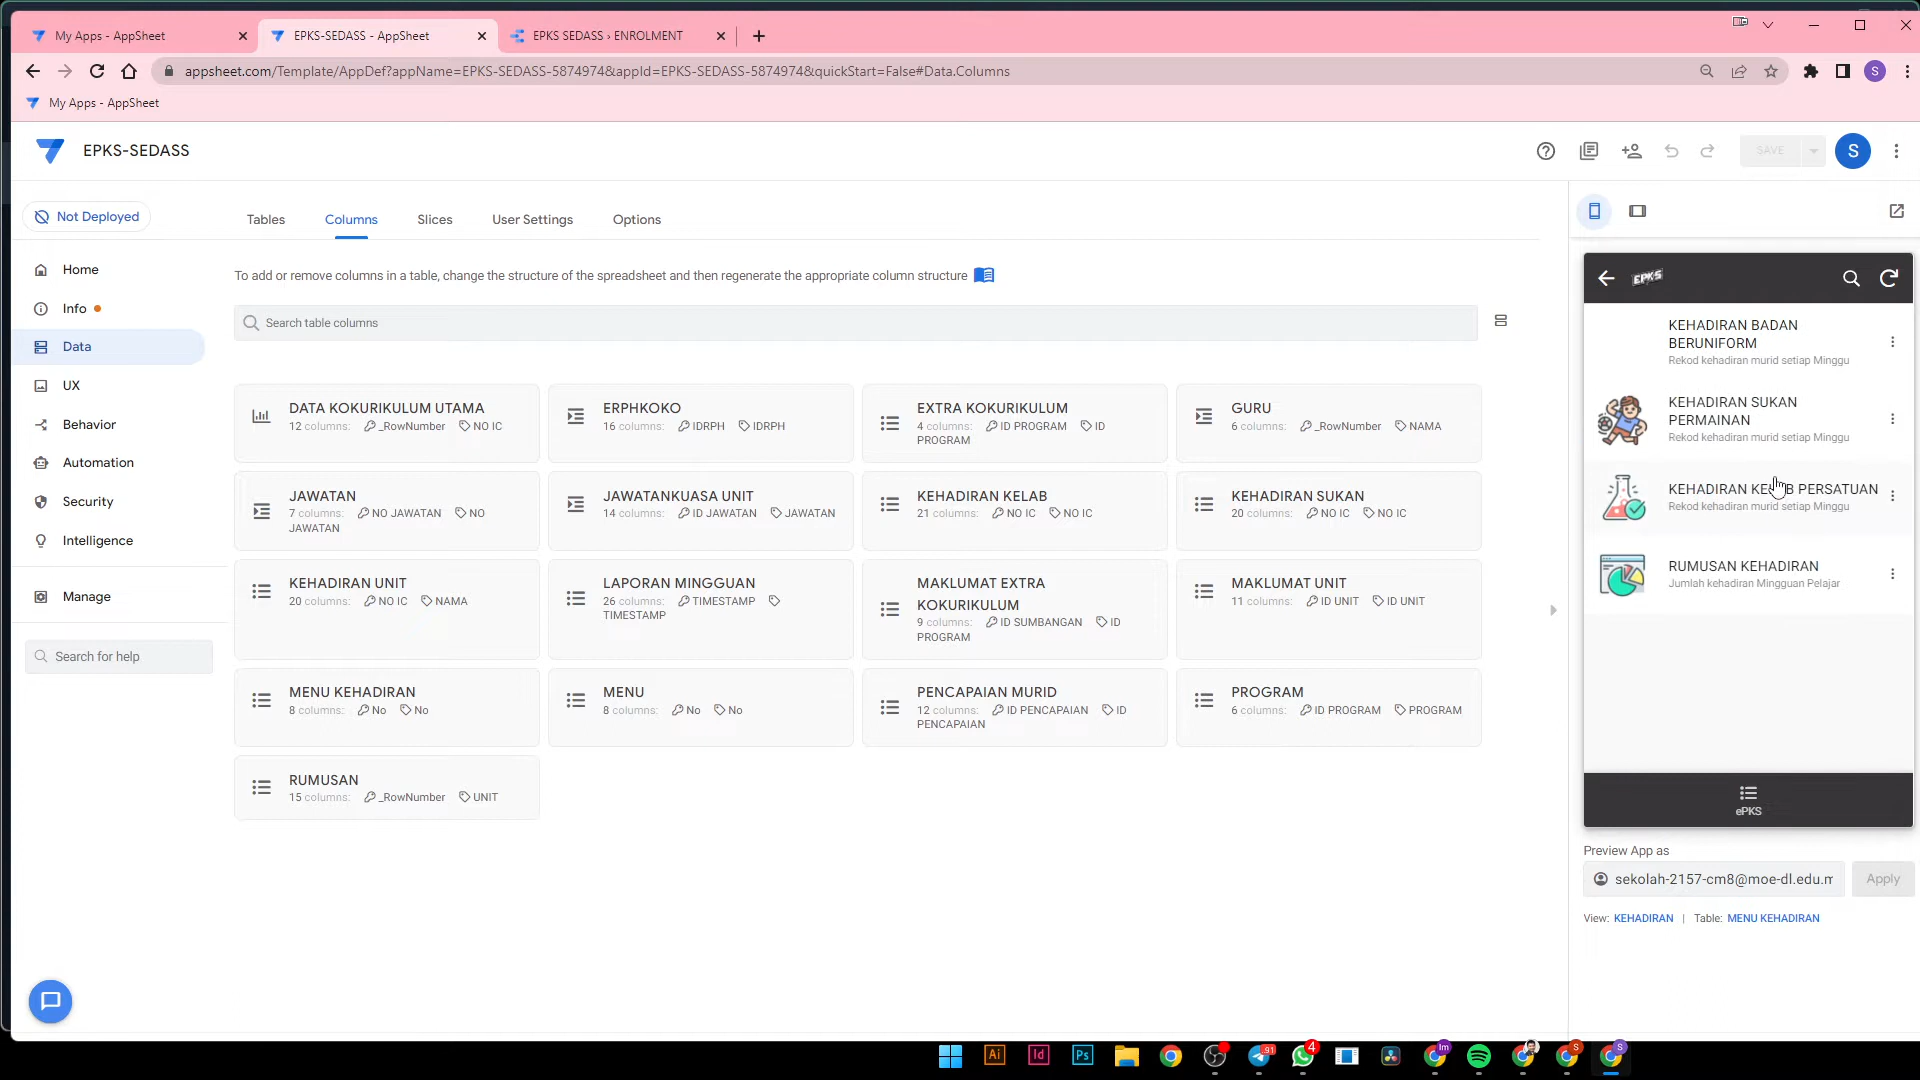 My Apps - AppSheet
EPKS-SEDASS - AppSheet
EPKS SEDASS › ENROLMENT
appsheet.com/Template/AppDef?appName=EPKS-SEDASS-5874974&appId=EPKS-SEDASS-5874974&quickStart=False#Data.Columns
S
My Apps - AppSheet
EPKS-SEDASS
SAVE
S
Not Deployed
Tables
Columns
Slices
User Settings
Options
Home
Info
Data
UX
Behavior
Automation
Security
Intelligence
Manage
Search for help
To add or remove columns in a table, change the structure of the spreadsheet and then regenerate the appropriate column structure
Search table columns
DATA KOKURIKULUM UTAMA
12 columns: _RowNumber NO IC
ERPHKOKO
16 columns: IDRPH IDRPH
EXTRA KOKURIKULUM
4 columns: ID PROGRAM ID
PROGRAM
GURU
6 columns: _RowNumber NAMA
JAWATAN
7 columns: NO JAWATAN NO
JAWATAN
JAWATANKUASA UNIT
14 columns: ID JAWATAN JAWATAN
KEHADIRAN KELAB
21 columns: NO IC NO IC
KEHADIRAN SUKAN
20 columns: NO IC NO IC
KEHADIRAN UNIT
20 columns: NO IC NAMA
LAPORAN MINGGUAN
26 columns: TIMESTAMP
TIMESTAMP
MAKLUMAT EXTRA
KOKURIKULUM
9 columns: ID SUMBANGAN ID
PROGRAM
MAKLUMAT UNIT
11 columns: ID UNIT ID UNIT
MENU KEHADIRAN
8 columns: No No
MENU
8 columns: No No
PENCAPAIAN MURID
12 columns: ID PENCAPAIAN ID
PENCAPAIAN
PROGRAM
6 columns: ID PROGRAM PROGRAM
RUMUSAN
15 columns: _RowNumber UNIT
EPKS
KEHADIRAN BADAN
BERUNIFORM
Rekod kehadiran murid setiap Minggu
KEHADIRAN SUKAN
PERMAINAN
Rekod kehadiran murid setiap Minggu
KEHADIRAN PERSATUAN
Rekod kehadiran murid setiap Minggu
RUMUSAN KEHADIRAN
Jumlah kehadiran Mingguan Pelajar
ePKS
Preview App as
sekolah-2157-cm8@moe-dl.edu.m
Apply
View: KEHADIRAN | Table: MENU KEHADIRAN
Ai
Id
Ps
91
4
Im
S
S